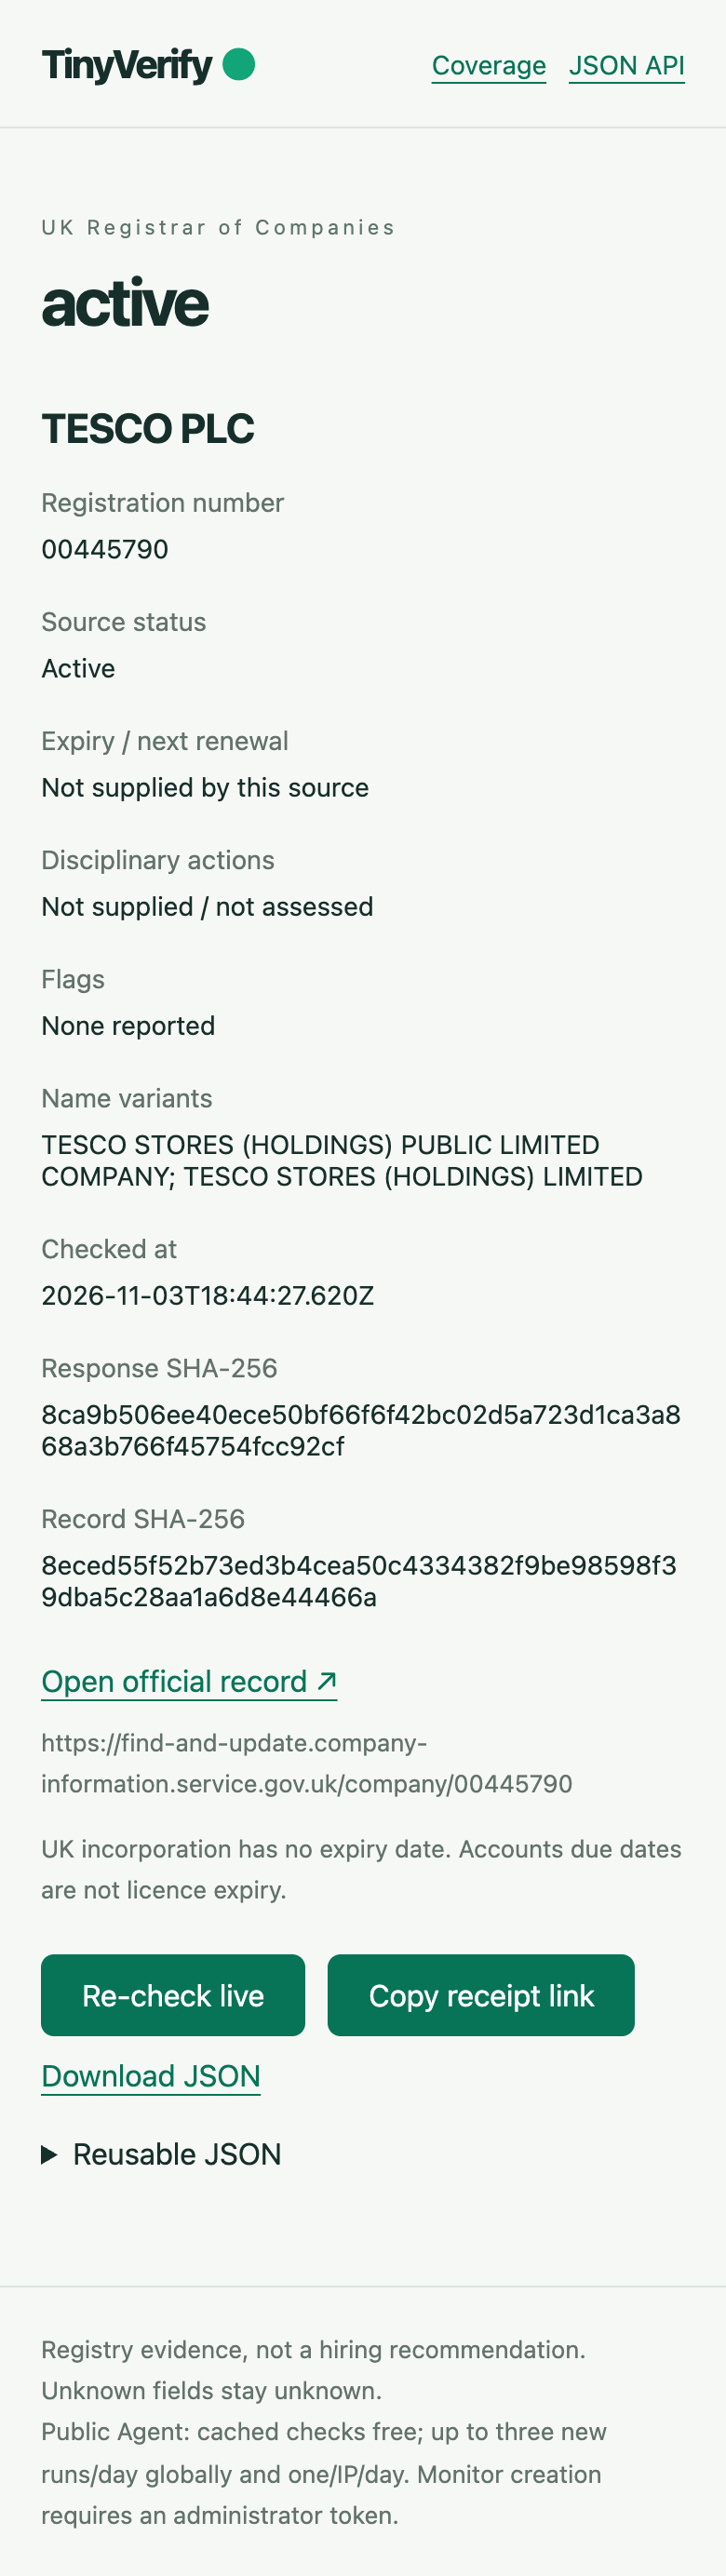 TinyVerify
Coverage JSON API
UK Registrar of Companies
active
TESCO PLC
Registration number
00445790
Source status
Active
Expiry / next renewal
Not supplied by this source
Disciplinary actions
Not supplied / not assessed
Flags
None reported
Name variants
TESCO STORES (HOLDINGS) PUBLIC LIMITED
COMPANY; TESCO STORES (HOLDINGS) LIMITED
Checked at
2026-11-03T18:44:27.620Z
Response SHA-256
8ca9b506ee40ece50bf66f6f42bc02d5a723d1ca3a8
68a3b766f45754fcc92cf
Record SHA-256
8eced55f52b73ed3b4cea50c4334382f9be98598f3
9dba5c28aa1a6d8e44466a
Open official record ↗
https://find-and-update.company-
information.service.gov.uk/company/00445790
UK incorporation has no expiry date. Accounts due dates
are not licence expiry.
Re-check live
Copy receipt link
Download JSON
▶ Reusable JSON
Registry evidence, not a hiring recommendation.
Unknown fields stay unknown.
Public Agent: cached checks free; up to three new
runs/day globally and one/IP/day. Monitor creation
requires an administrator token.